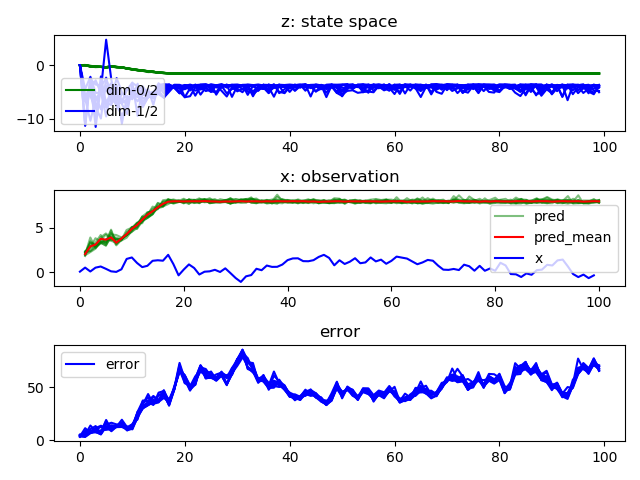 z: state space
0
−10
dim-0/2
dim-1/2
0 20 40 60 80 100
x: observation
5
0
pred
pred_mean
x
0 20 40 60 80 100
error
50
0
error
0 20 40 60 80 100